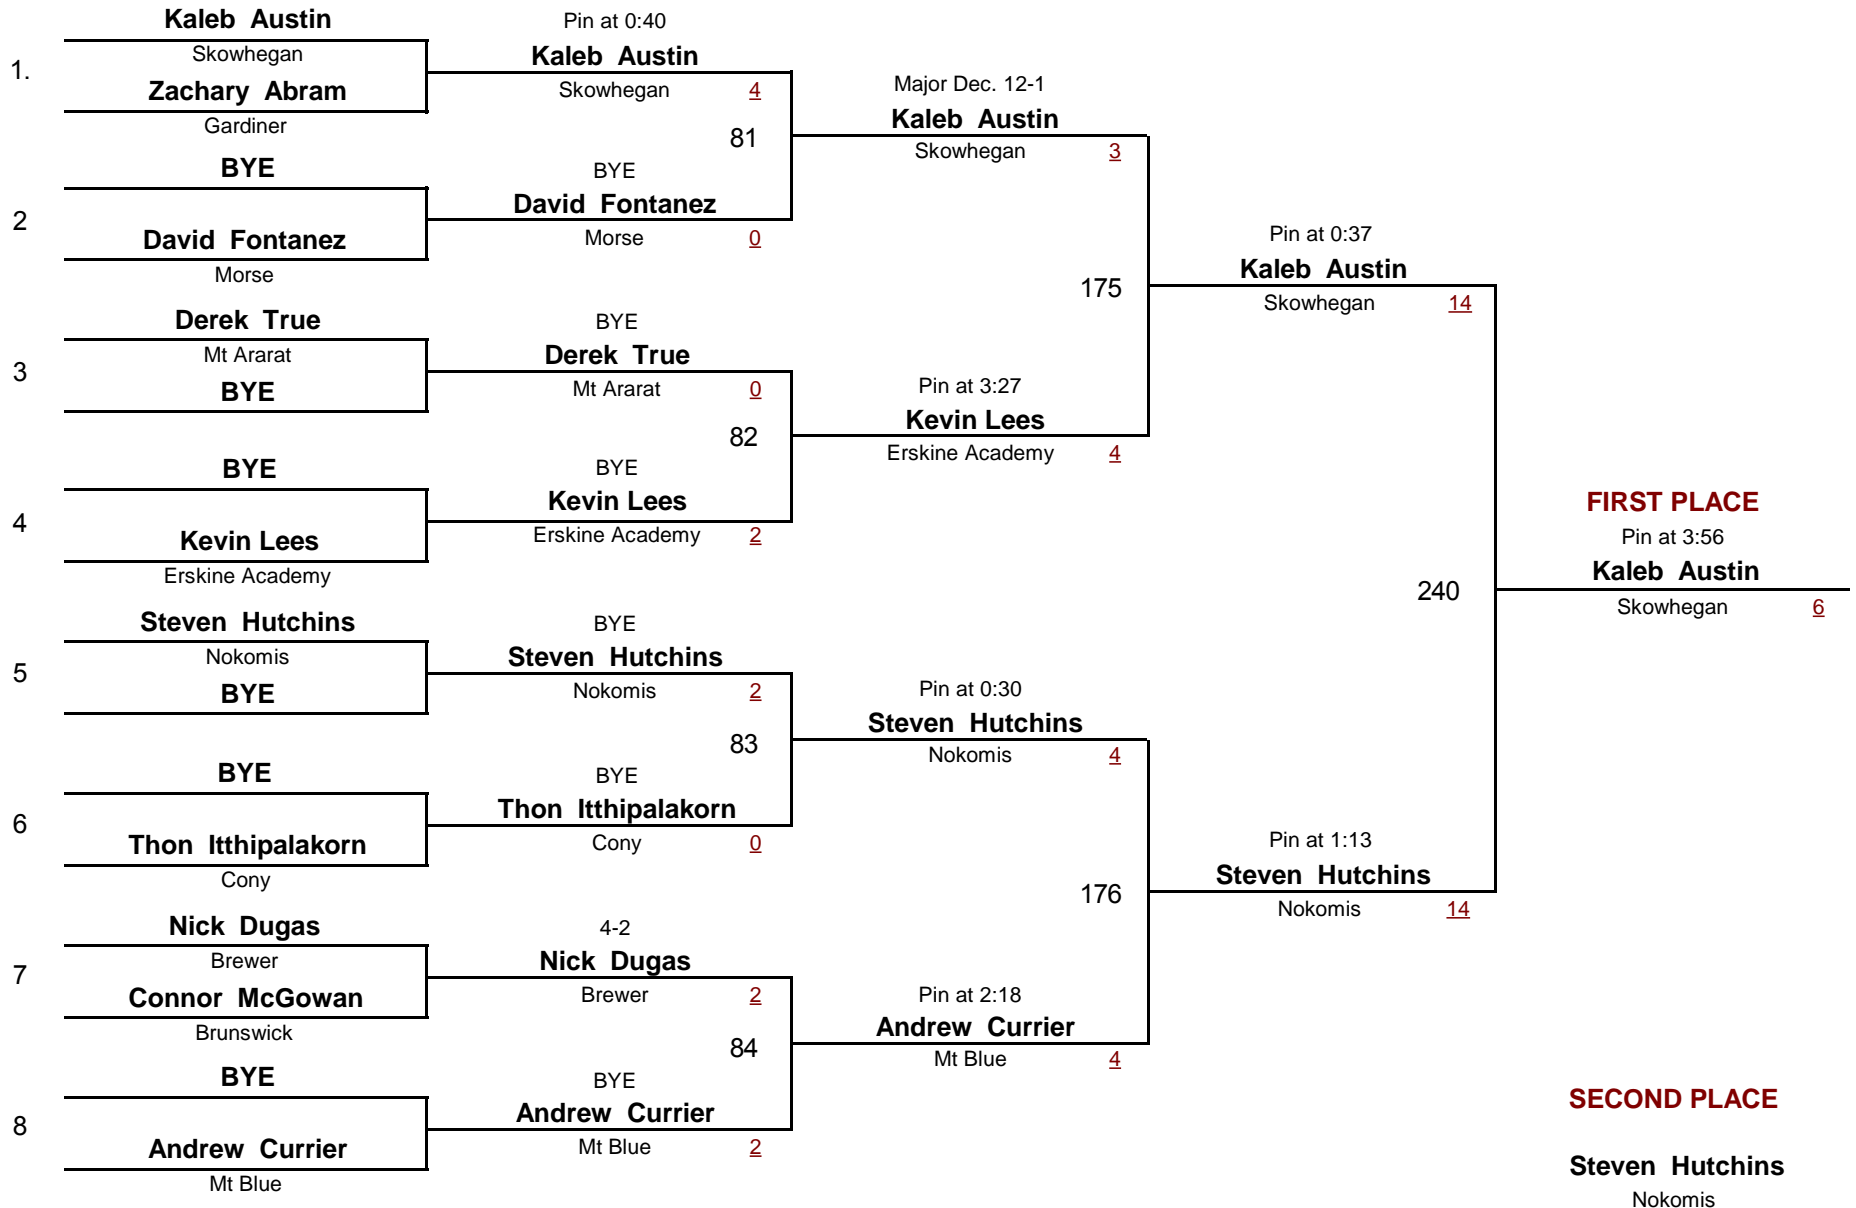 Kaleb Austin
Skowhegan
1.
Zachary Abram
Gardiner
BYE
2
David Fontanez
Morse
Derek True
Mt Ararat
3
BYE
BYE
4
Kevin Lees
Erskine Academy
Steven Hutchins
Nokomis
5
BYE
BYE
6
Thon Itthipalakorn
Cony
Nick Dugas
Brewer
7
Connor McGowan
Brunswick
BYE
8
Andrew Currier
Mt Blue
Pin at 0:40
Kaleb Austin
Skowhegan 4
81
BYE
David Fontanez
Morse 0
BYE
Derek True
Mt Ararat 0
82
BYE
Kevin Lees
Erskine Academy 2
BYE
Steven Hutchins
Nokomis 2
83
BYE
Thon Itthipalakorn
Cony 0
4-2
Nick Dugas
Brewer 2
84
BYE
Andrew Currier
Mt Blue 2
Major Dec. 12-1
Kaleb Austin
Skowhegan 3
175
Pin at 3:27
Kevin Lees
Erskine Academy 4
Pin at 0:30
Steven Hutchins
Nokomis 4
176
Pin at 2:18
Andrew Currier
Mt Blue 4
Pin at 0:37
Kaleb Austin
Skowhegan 14
240
Pin at 1:13
Steven Hutchins
Nokomis 14
FIRST PLACE
Pin at 3:56
Kaleb Austin
Skowhegan 6
SECOND PLACE
Steven Hutchins
Nokomis